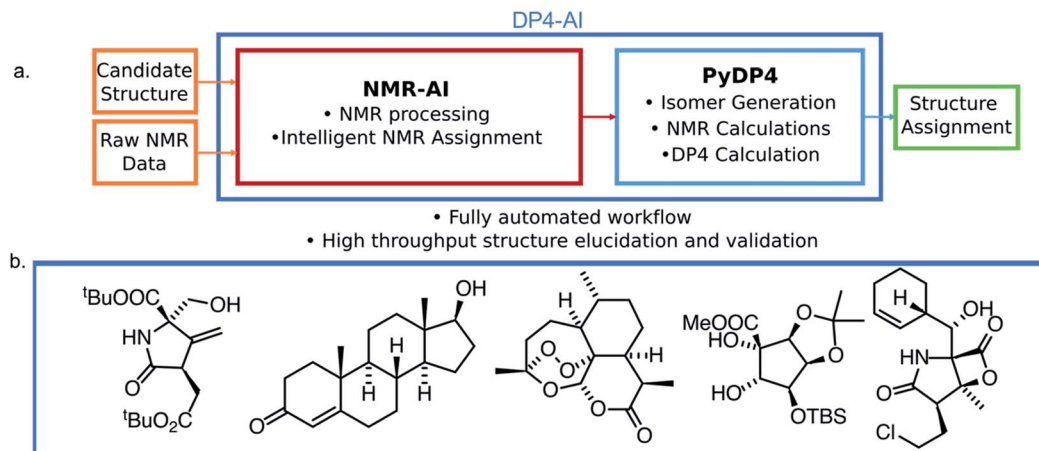 DP4-AI
a.
Candidate
Structure
Raw NMR
Data
NMR-AI
• NMR processing
•Intelligent NMR Assignment
PyDP4
• Isomer Generation
• NMR Calculations
•DP4 Calculation
Structure
Assignment
• Fully automated workflow
• High throughput structure elucidation and validation
b.
ᵗBuOOC
OH
HN
O
ᵗBuO₂C
OH
H
H
H
O
H
O
O
H
O
O
O
MeOOC
HO
O
O
HO
OTBS
H
OH
O
HN
O
O
Cl